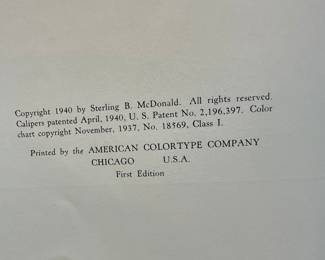 Copyright 1940 by Sterling B. McDonald. All rights reserved.
Calipers patented April, 1940, U. S. Patent No. 2,196,397. Color
chart copyright November, 1937, No. 18569, Class I.
Printed by the AMERICAN COLORTYPE COMPANY
CHICAGO U.S.A.
First Edition